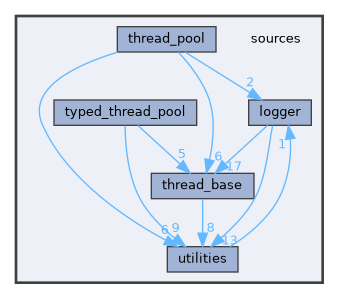 thread_pool
sources
2
typed_thread_pool
logger
1
5
6
17
thread_base
8
6
9
13
utilities